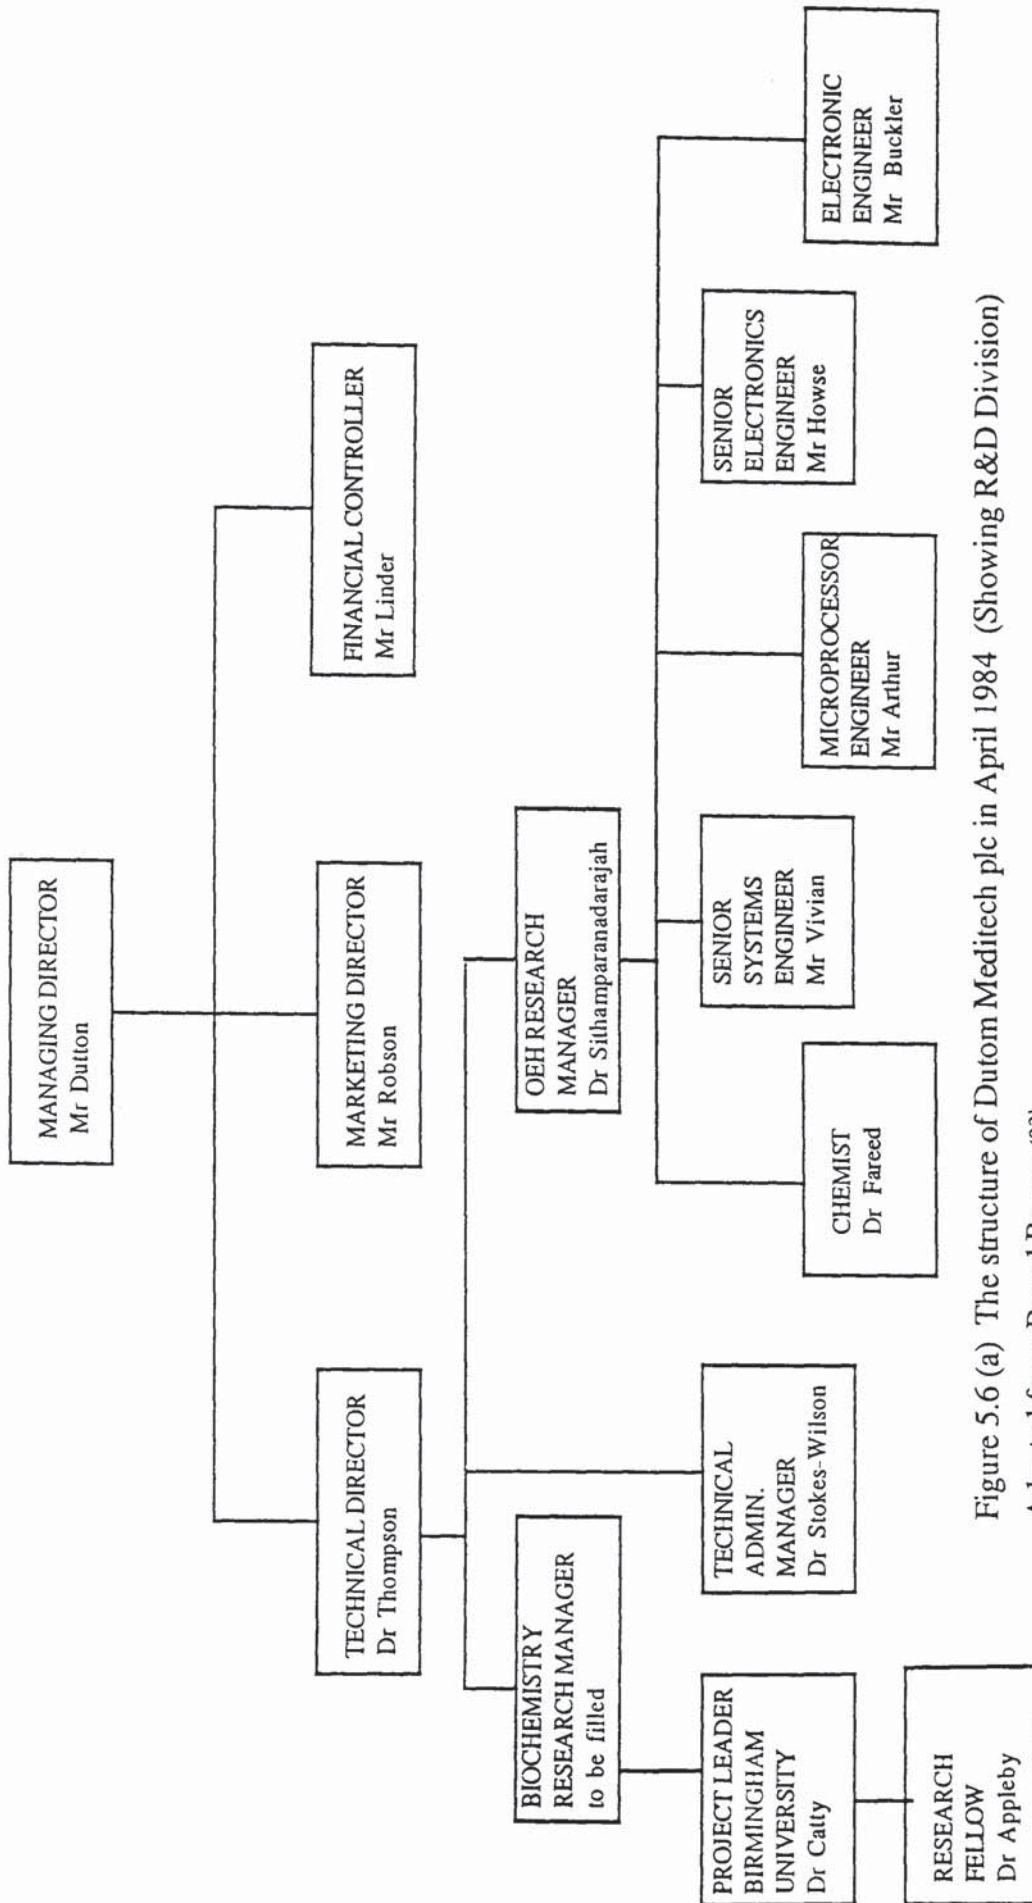 MANAGING DIRECTOR
Mr Dutton
TECHNICAL DIRECTOR
Dr Thompson
MARKETING DIRECTOR
Mr Robson
FINANCIAL CONTROLLER
Mr Linder
BIOCHEMISTRY
RESEARCH MANAGER
to be filled
OEH RESEARCH
MANAGER
Dr Sithamparanadarajah
PROJECT LEADER
BIRMINGHAM
UNIVERSITY
Dr Catty
TECHNICAL
ADMIN.
MANAGER
Dr Stokes-Wilson
SENIOR
SYSTEMS
ENGINEER
Mr Vivian
SENIOR
ELECTRONICS
ENGINEER
Mr Howse
CHEMIST
Dr Fareed
MICROPROCESSOR
ENGINEER
Mr Arthur
ELECTRONIC
ENGINEER
Mr Buckler
RESEARCH
FELLOW
Dr Appleby
Figure 5.6 (a) The structure of Dutom Meditech plc in April 1984 (Showing R&D Division)